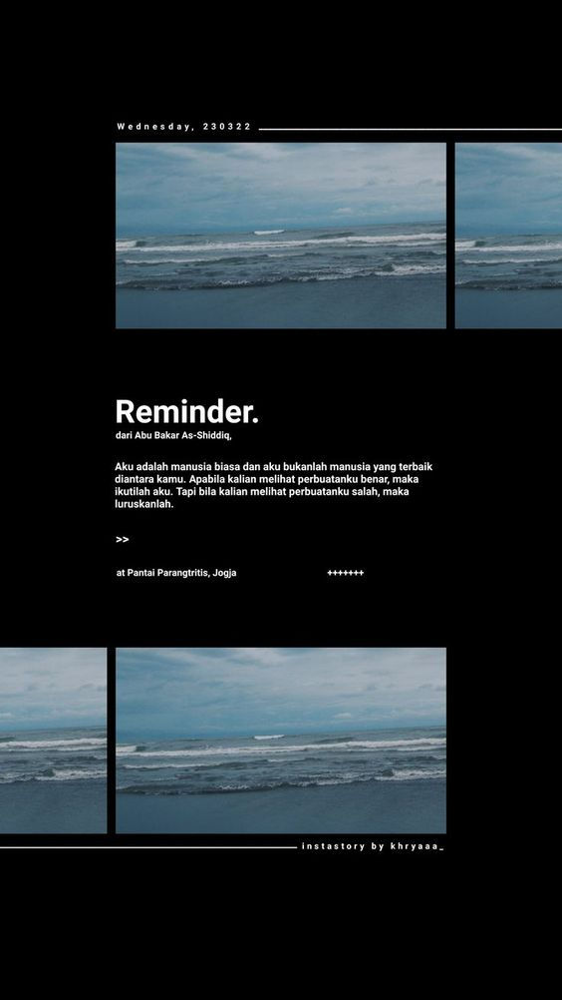 Wednesday, 230322
Reminder.
dari Abu Bakar As-Shiddiq,
Aku adalah manusia biasa dan aku bukanlah manusia yang terbaik
diantara kamu. Apabila kalian melihat perbuatanku benar, maka
ikutilah aku. Tapi bila kalian melihat perbuatanku salah, maka
luruskanlah.
>>
at Pantai Parangtritis, Jogja +++++++
instastory by khryaaa_